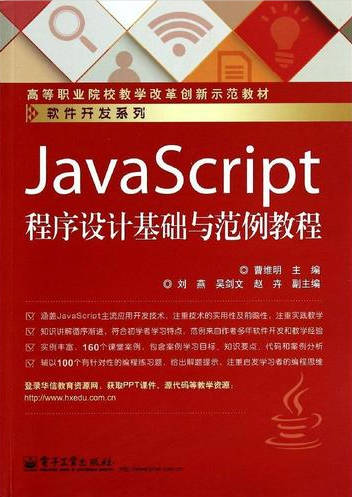 高等职业院校教学改革创新示范教材
软件开发系列
JavaScript
程序设计基础与范例教程
◎ 曹维明 主 编
◎ 刘 燕 吴剑文 赵 卉 副主编
涵盖JavaScript主流应用开发技术，注重技术的实用性及前瞻性，注重实践教学
知识讲解循序渐进，符合初学者学习特点，范例来自作者多年软件开发和教学经验
实例丰富，160个课堂案例，包含案例学习目标、知识要点、代码和案例分析
辅以100个有针对性的编程练习题，给出解题提示，注重启发学习者的编程思维
登录华信教育资源网，获取PPT课件、源代码等教学资源：
http://www.hxedu.com.cn
电子工业出版社